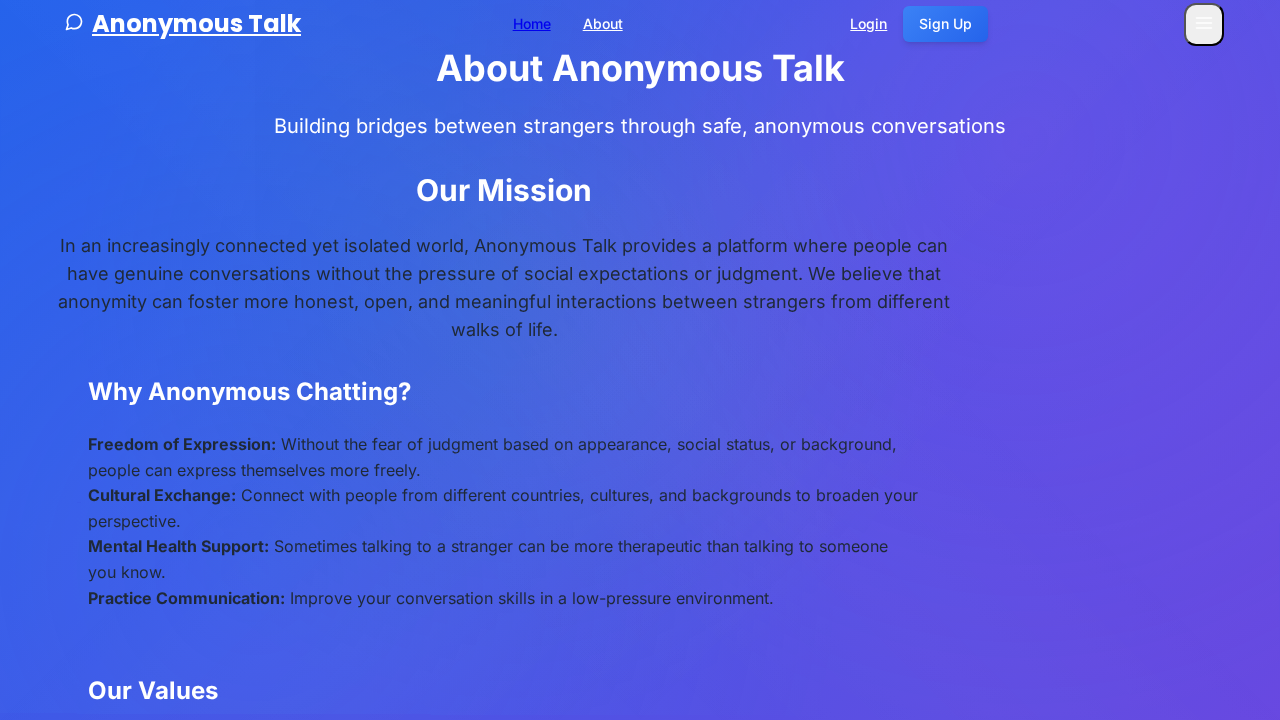 Anonymous Talk
Home
About
Login
Sign Up
About Anonymous Talk
Building bridges between strangers through safe, anonymous conversations
Our Mission
In an increasingly connected yet isolated world, Anonymous Talk provides a platform where people can
have genuine conversations without the pressure of social expectations or judgment. We believe that
anonymity can foster more honest, open, and meaningful interactions between strangers from different
walks of life.
Why Anonymous Chatting?
Freedom of Expression: Without the fear of judgment based on appearance, social status, or background,
people can express themselves more freely.
Cultural Exchange: Connect with people from different countries, cultures, and backgrounds to broaden your
perspective.
Mental Health Support: Sometimes talking to a stranger can be more therapeutic than talking to someone
you know.
Practice Communication: Improve your conversation skills in a low-pressure environment.
Our Values